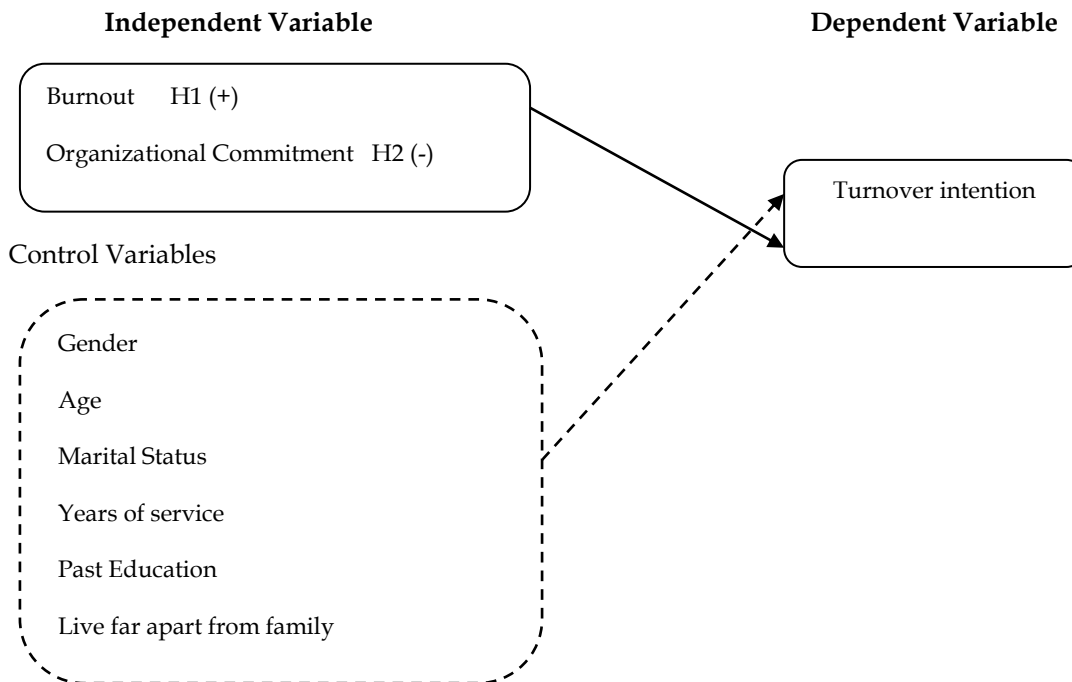 Independent Variable
Dependent Variable
Burnout H1 (+)
Organizational Commitment H2 (-)
Turnover intention
Control Variables
Gender
Age
Marital Status
Years of service
Past Education
Live far apart from family